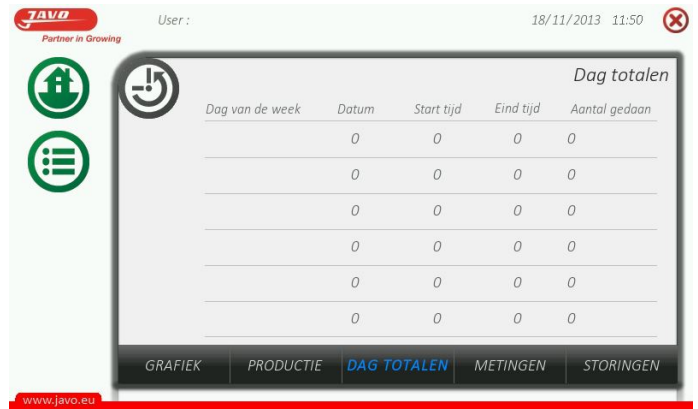 JAVO
Partner in Growing
User :
18/11/2013 11:50
Dag totalen
Dag van de week Datum Start tijd Eind tijd Aantal gedaan
0 0 0 0
0 0 0 0
0 0 0 0
0 0 0 0
0 0 0 0
0 0 0 0
GRAFIEK PRODUCTIE DAG TOTALEN METINGEN STORINGEN
www.javo.eu